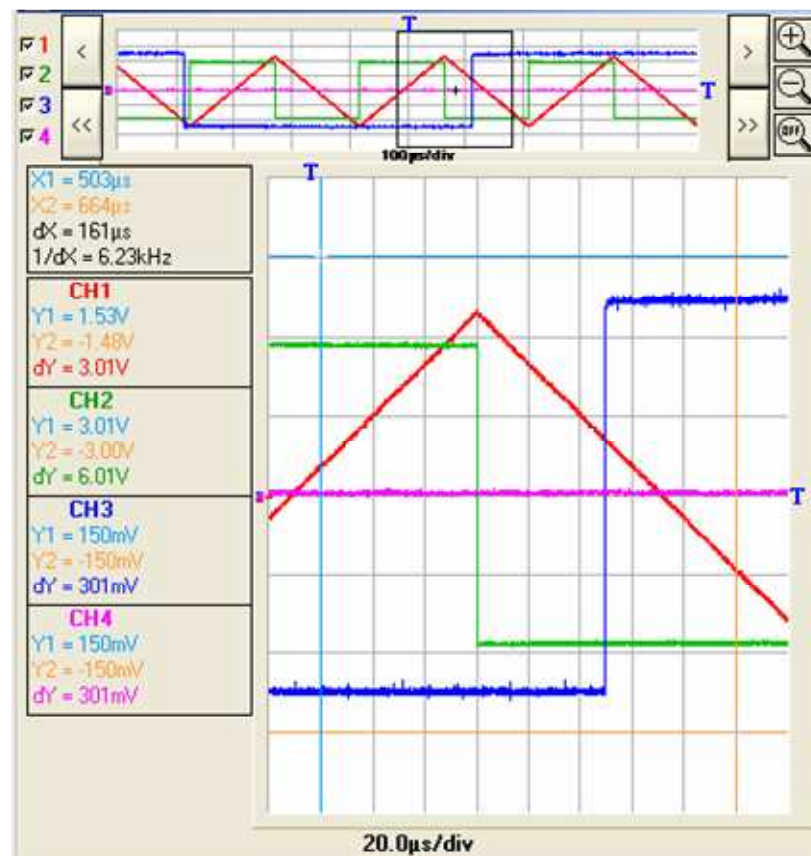 T
1 < > 
2
3 T
4 << >> OFF
100µs/div
X1 = 503µs
X2 = 664µs
dX = 161µs
1/dX = 6.23kHz
T
CH1
Y1 = 1.53V
Y2 = -1.48V
dY = 3.01V
CH2
Y1 = 3.01V
Y2 = -3.00V
dY = 6.01V
CH3
Y1 = 150mV
Y2 = -150mV
dY = 301mV
T
CH4
Y1 = 150mV
Y2 = -150mV
dY = 301mV
20.0µs/div